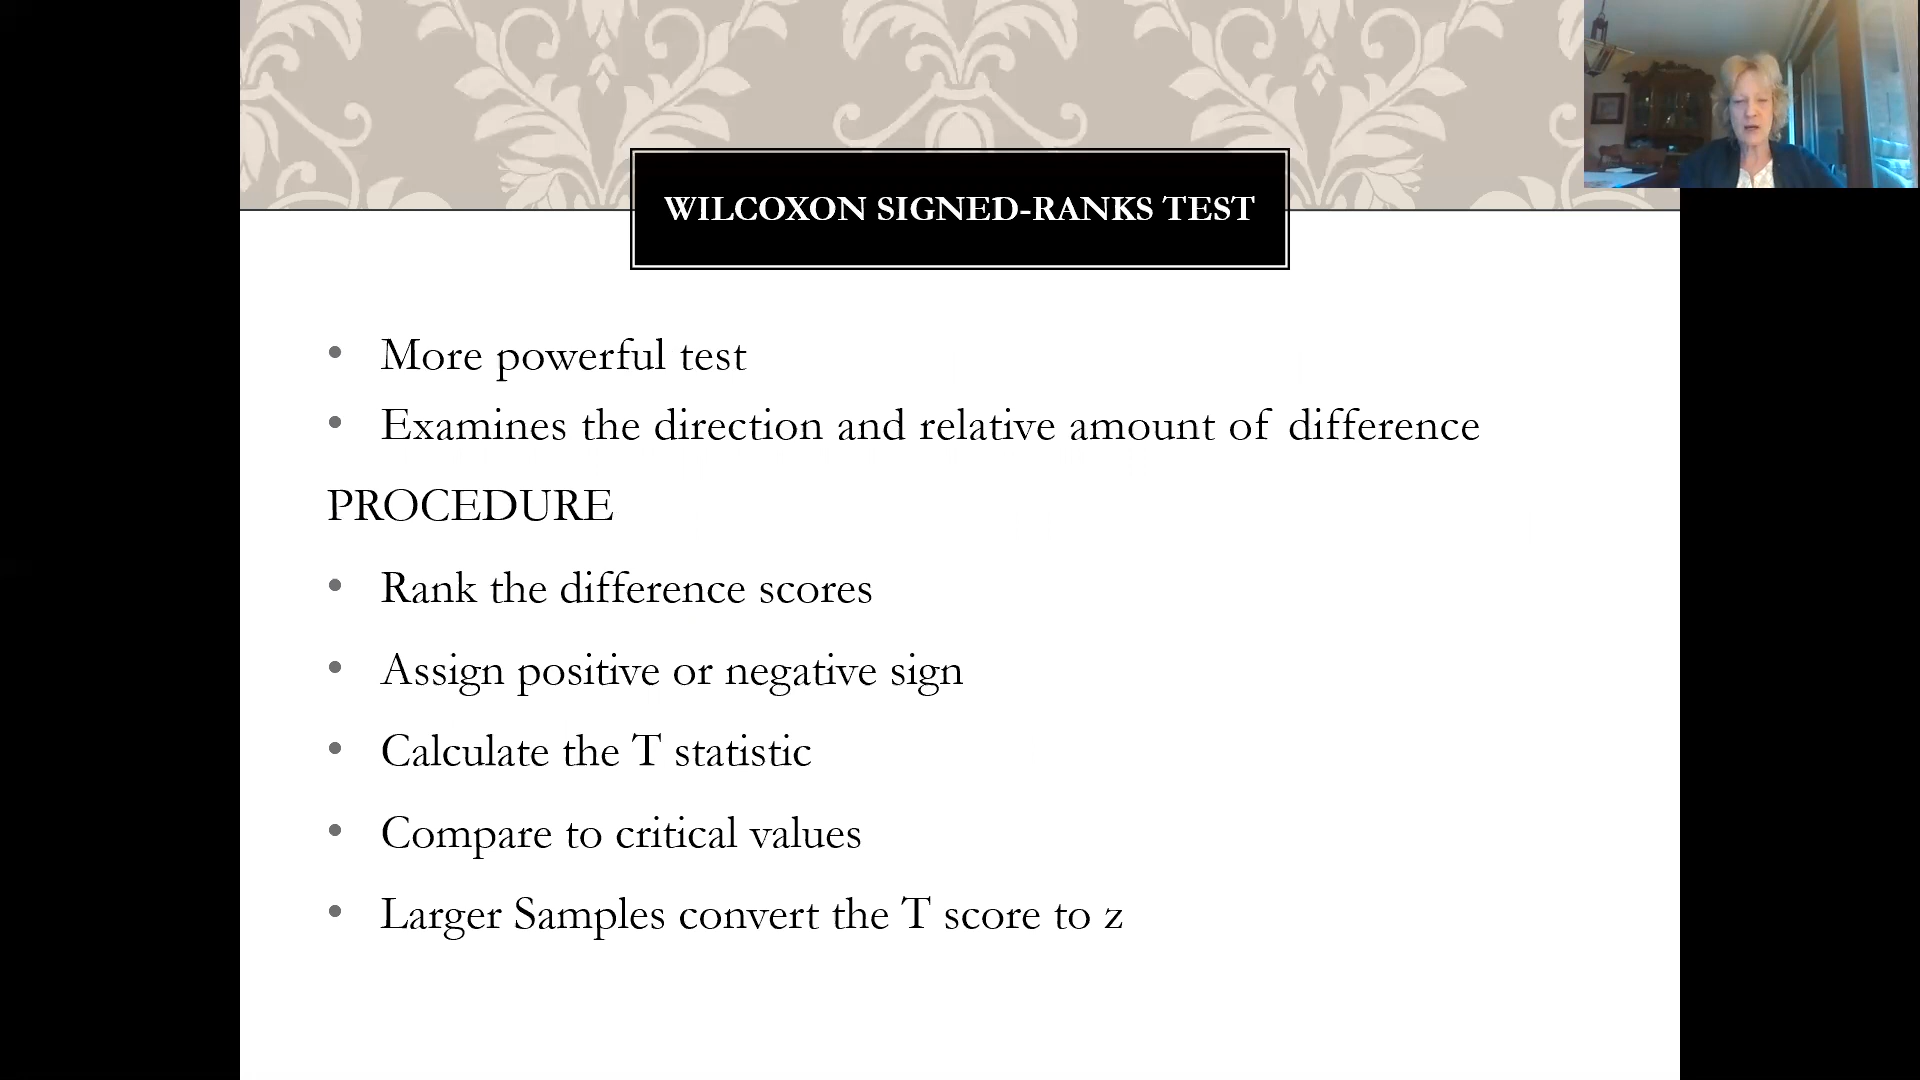 WILCOXON SIGNED-RANKS TEST
• More powerful test
• Examines the direction and relative amount of difference
PROCEDURE
• Rank the difference scores
• Assign positive or negative sign
• Calculate the T statistic
• Compare to critical values
• Larger Samples convert the T score to z